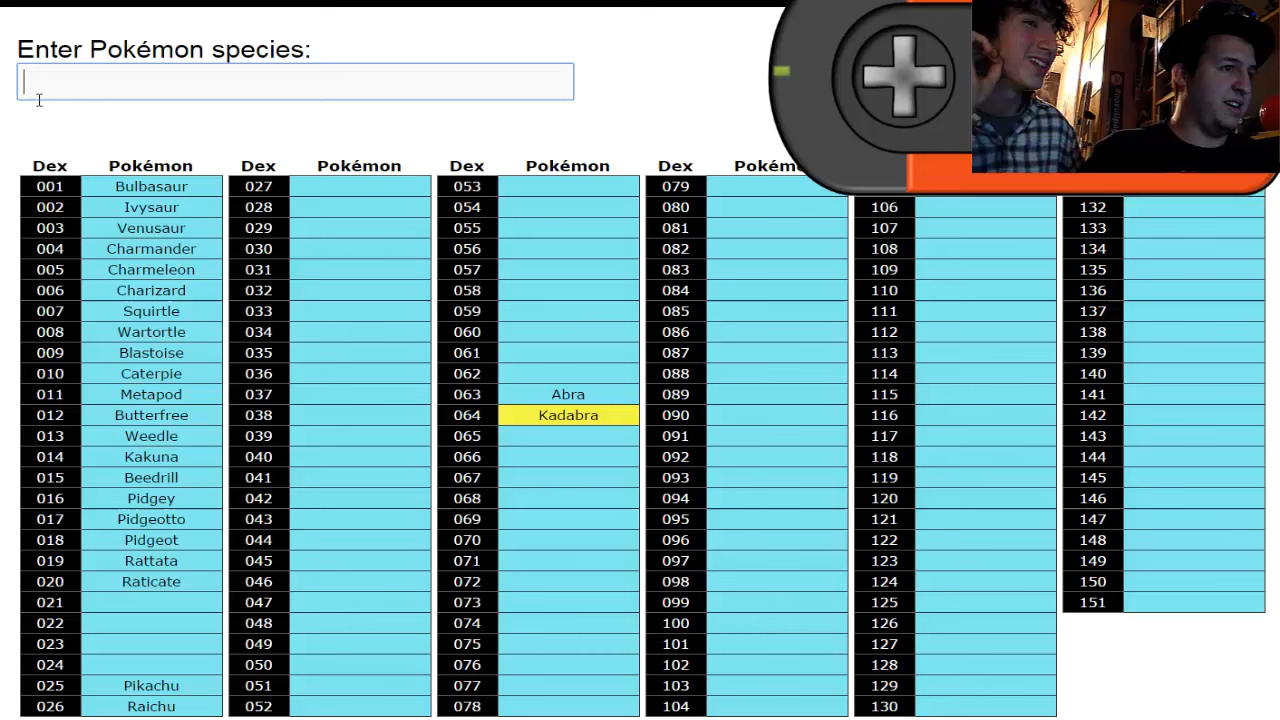 Enter Pokémon species:
Dex Pokémon Dex Pokémon Dex Pokémon Dex
001 Bulbasaur 027 053 079
002 Ivysaur 028 054 080 106 132
003 Venusaur 029 055 081 107 133
004 Charmander 030 056 082 108 134
005 Charmeleon 031 057 083 109 135
006 Charizard 032 058 084 110 136
007 Squirtle 033 059 085 111 137
008 Wartortle 034 060 086 112 138
009 Blastoise 035 061 087 113 139
010 Caterpie 036 062 088 114 140
011 Metapod 037 063 Abra 089 115 141
012 Butterfree 038 064 Kadabra 090 116 142
013 Weedle 039 065 091 117 143
014 Kakuna 040 066 092 118 144
015 Beedrill 041 067 093 119 145
016 Pidgey 042 068 094 120 146
017 Pidgeotto 043 069 095 121 147
018 Pidgeot 044 070 096 122 148
019 Rattata 045 071 097 123 149
020 Raticate 046 072 098 124 150
021 047 073 099 125 151
022 048 074 100 126
023 049 075 101 127
024 050 076 102 128
025 Pikachu 051 077 103 129
026 Raichu 052 078 104 130